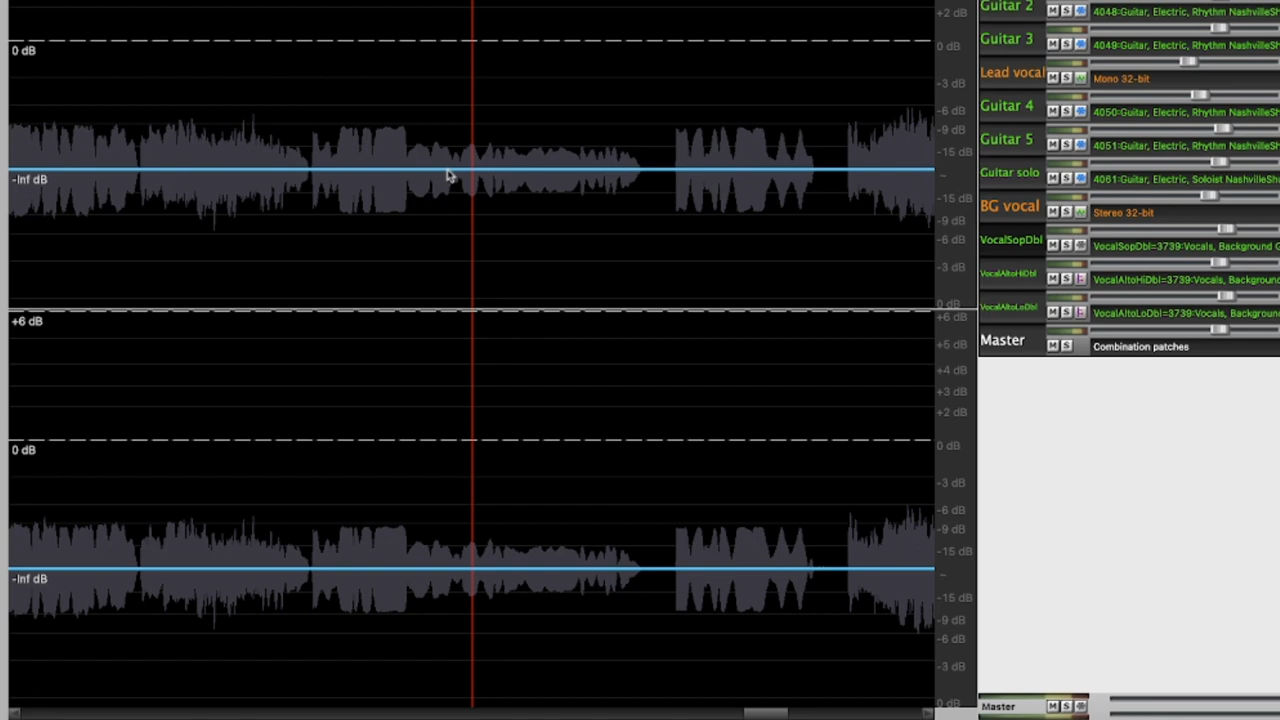 +2 dB
0 dB
0 dB
-3 dB
-6 dB
-9 dB
-15 dB
-Inf dB
-15 dB
-9 dB
-6 dB
-3 dB
0 dB
+6 dB
+6 dB
+5 dB
+4 dB
+3 dB
+2 dB
0 dB
0 dB
-3 dB
-6 dB
-9 dB
-15 dB
-Inf dB
-15 dB
-9 dB
-6 dB
-3 dB
0 dB
Guitar 2 M S 4048:Guitar, Electric, Rhythm NashvilleSh
Guitar 3 M S 4049:Guitar, Electric, Rhythm NashvilleSh
Lead vocal M S Mono 32-bit
Guitar 4 M S 4050:Guitar, Electric, Rhythm NashvilleSh
Guitar 5 M S 4051:Guitar, Electric, Rhythm NashvilleSh
Guitar solo M S 4061:Guitar, Electric, Soloist NashvilleSh
BG vocal M S Stereo 32-bit
VocalSopDbl M S VocalSopDbl=3739:Vocals, Background G
VocalAltoHiDbl M S VocalAltoHiDbl=3739:Vocals, Background
VocalAltoLoDbl M S VocalAltoLoDbl=3739:Vocals, Background
Master M S Combination patches
Master M S